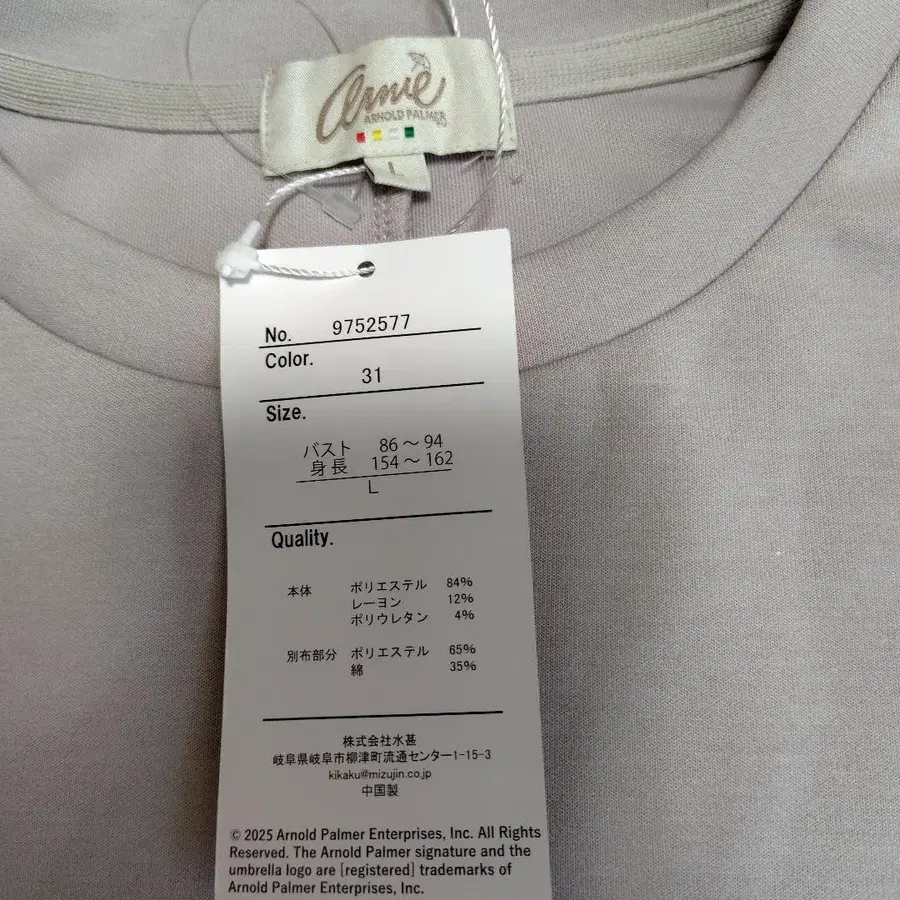 Arnie
ARNOLD PALMER
L
No. 9752577
Color.
31
Size.
バスト 86～94
身長 154～162
L
Quality.
本体 ポリエステル 84%
レーヨン 12%
ポリウレタン 4%
別布部分 ポリエステル 65%
綿 35%
株式会社水甚
岐阜県岐阜市柳津町流通センター1-15-3
kikaku@mizujin.co.jp
中国製
© 2025 Arnold Palmer Enterprises, Inc. All Rights
Reserved. The Arnold Palmer signature and the
umbrella logo are [registered] trademarks of
Arnold Palmer Enterprises, Inc.